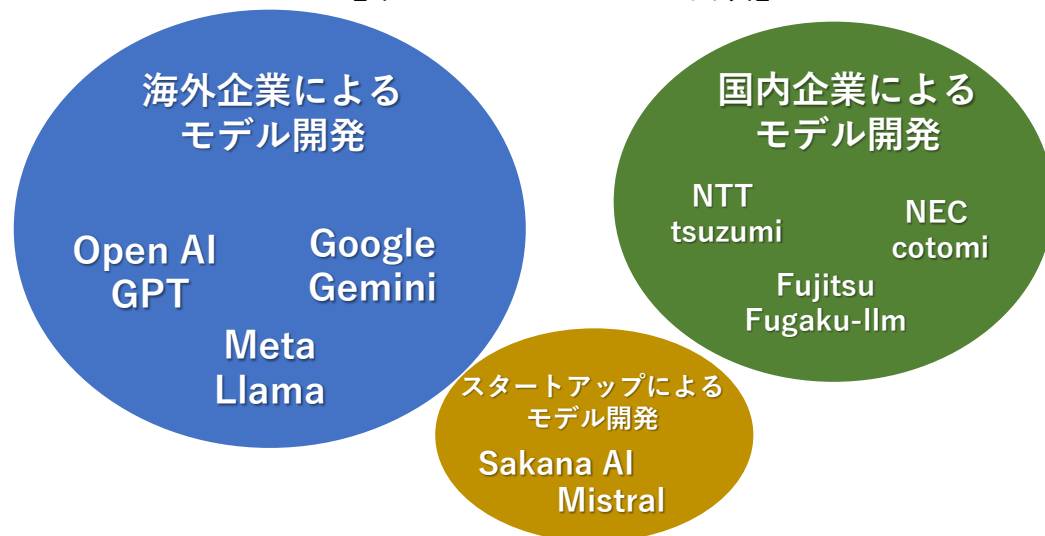 海外企業による
モデル開発
Open AI
GPT
Google
Gemini
Meta
Llama
国内企業による
モデル開発
NTT
tsuzumi
NEC
cotomi
Fujitsu
Fugaku-llm
スタートアップによる
モデル開発
Sakana AI
Mistral